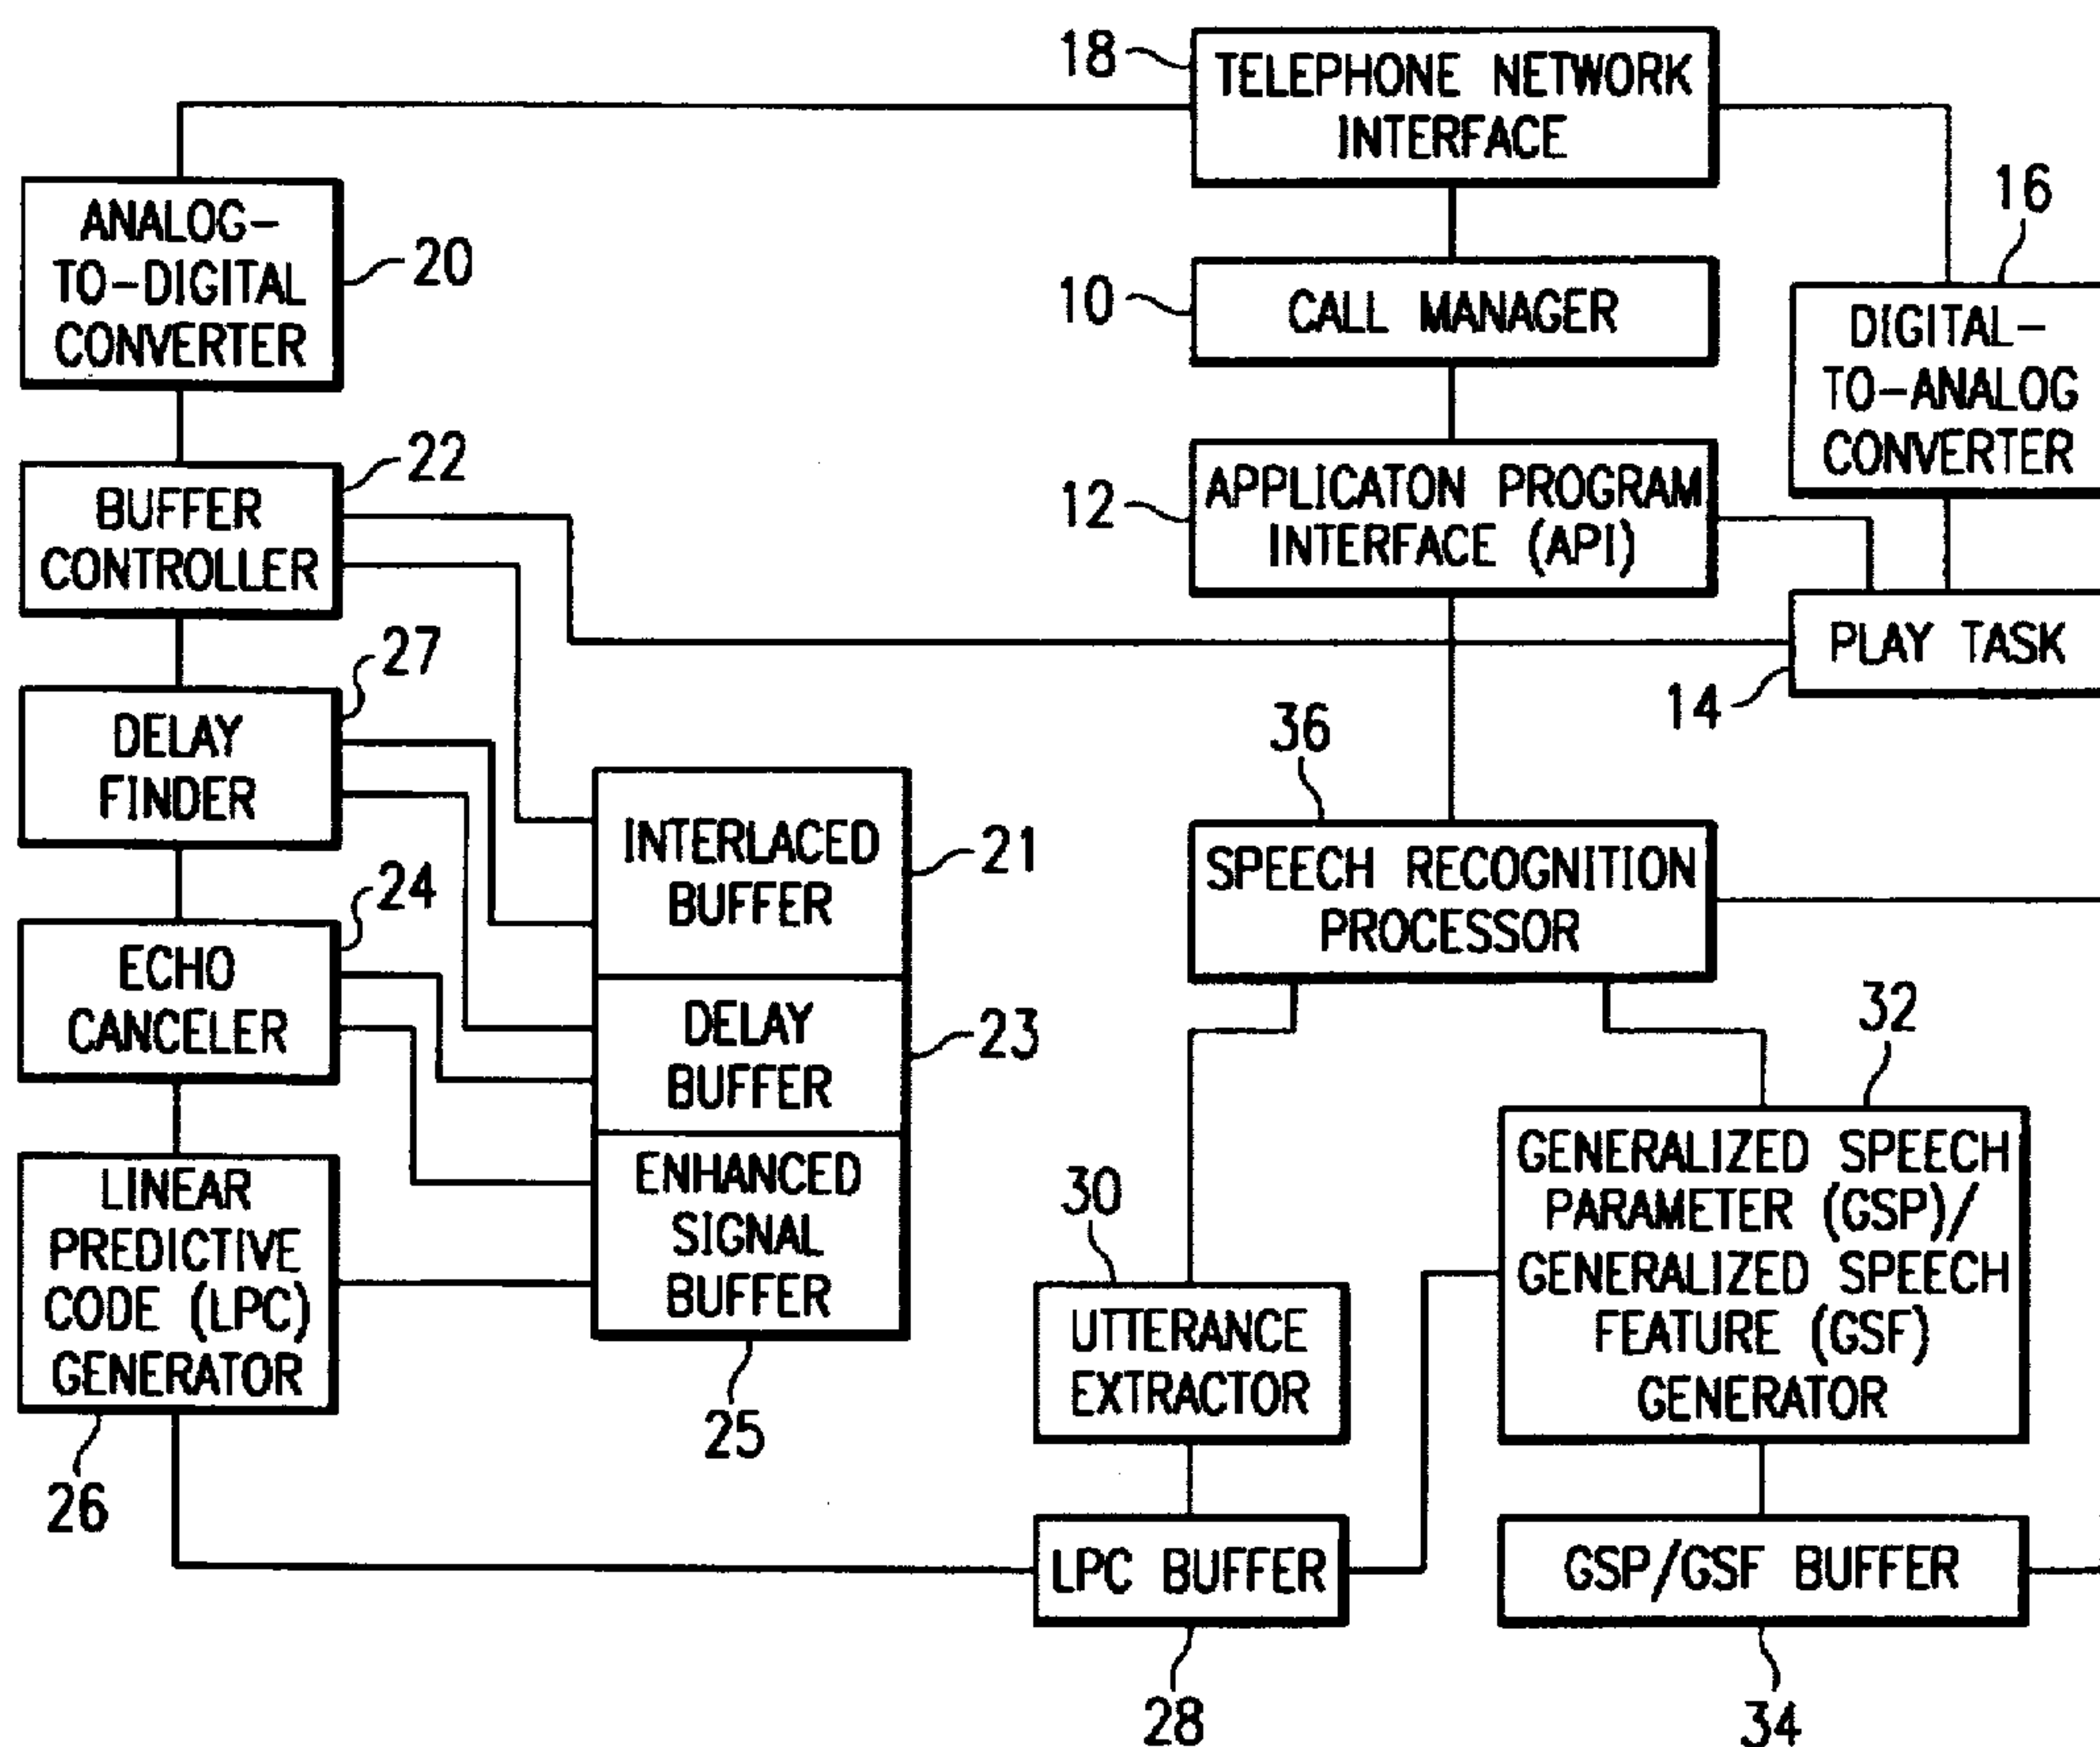 18
TELEPHONE NETWORK
INTERFACE
ANALOG-
TO-DIGITAL
CONVERTER
20
10
CALL MANAGER
16
DIGITAL-
TO-ANALOG
CONVERTER
22
BUFFER
CONTROLLER
12
APPLICATON PROGRAM
INTERFACE (API)
PLAY TASK
14
27
DELAY
FINDER
36
SPEECH RECOGNITION
PROCESSOR
INTERLACED
BUFFER
21
24
ECHO
CANCELER
DELAY
BUFFER
23
32
GENERALIZED SPEECH
PARAMETER (GSP)/
GENERALIZED SPEECH
FEATURE (GSF)
GENERATOR
LINEAR
PREDICTIVE
CODE (LPC)
GENERATOR
26
ENHANCED
SIGNAL
BUFFER
25
30
UTTERANCE
EXTRACTOR
LPC BUFFER
28
GSP/GSF BUFFER
34